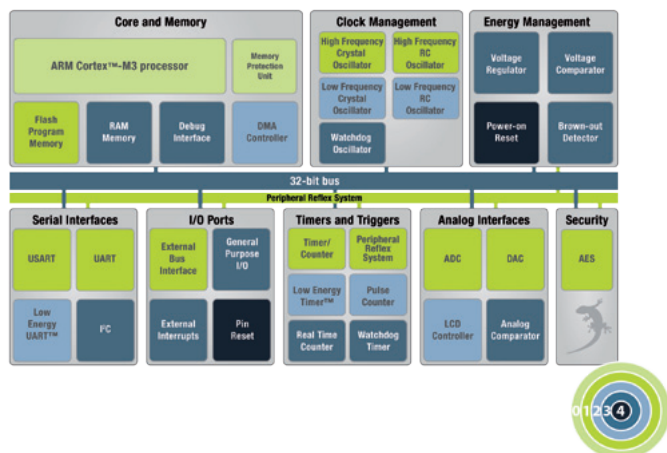 Core and Memory
ARM Cortex™-M3 processor
Memory
Protection
Unit
Flash
Program
Memory
RAM
Memory
Debug
Interface
DMA
Controller
Clock Management
High Frequency
Crystal
Oscillator
High Frequency
RC
Oscillator
Low Frequency
Crystal
Oscillator
Low Frequency
RC
Oscillator
Watchdog
Oscillator
Energy Management
Voltage
Regulator
Voltage
Comparator
Power-on
Reset
Brown-out
Detector
32-bit bus
Peripheral Reflex System
Serial Interfaces
USART
UART
Low
Energy
UART™
I²C
I/O Ports
External
Bus
Interface
General
Purpose
I/O
External
Interrupts
Pin
Reset
Timers and Triggers
Timer/
Counter
Peripheral
Reflex
System
Low Energy
Timer™
Pulse
Counter
Real Time
Counter
Watchdog
Timer
Analog Interfaces
ADC
DAC
LCD
Controller
Analog
Comparator
Security
AES
0 1 2 3 4